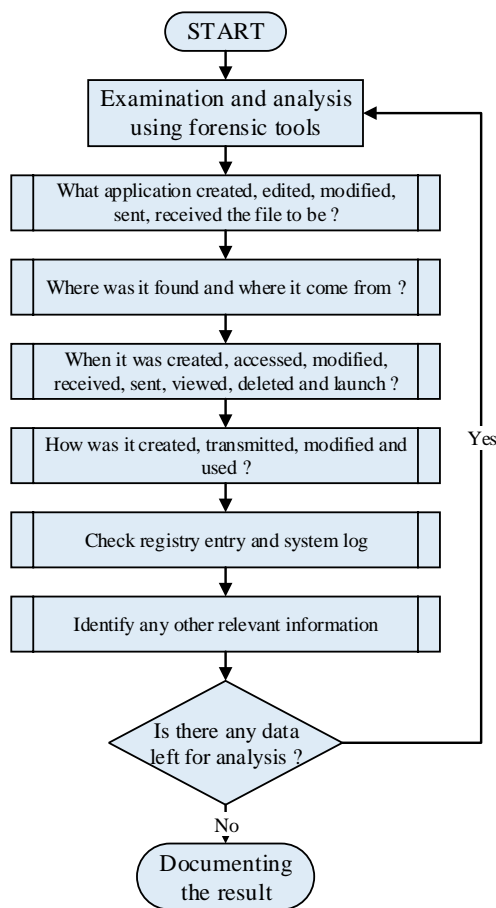 START
Examination and analysis
using forensic tools
What application created, edited, modified,
sent, received the file to be ?
Where was it found and where it come from ?
When it was created, accessed, modified,
received, sent, viewed, deleted and launch ?
How was it created, transmitted, modified and
used ?
Yes
Check registry entry and system log
Identify any other relevant information
Is there any data
left for analysis ?
No
Documenting
the result